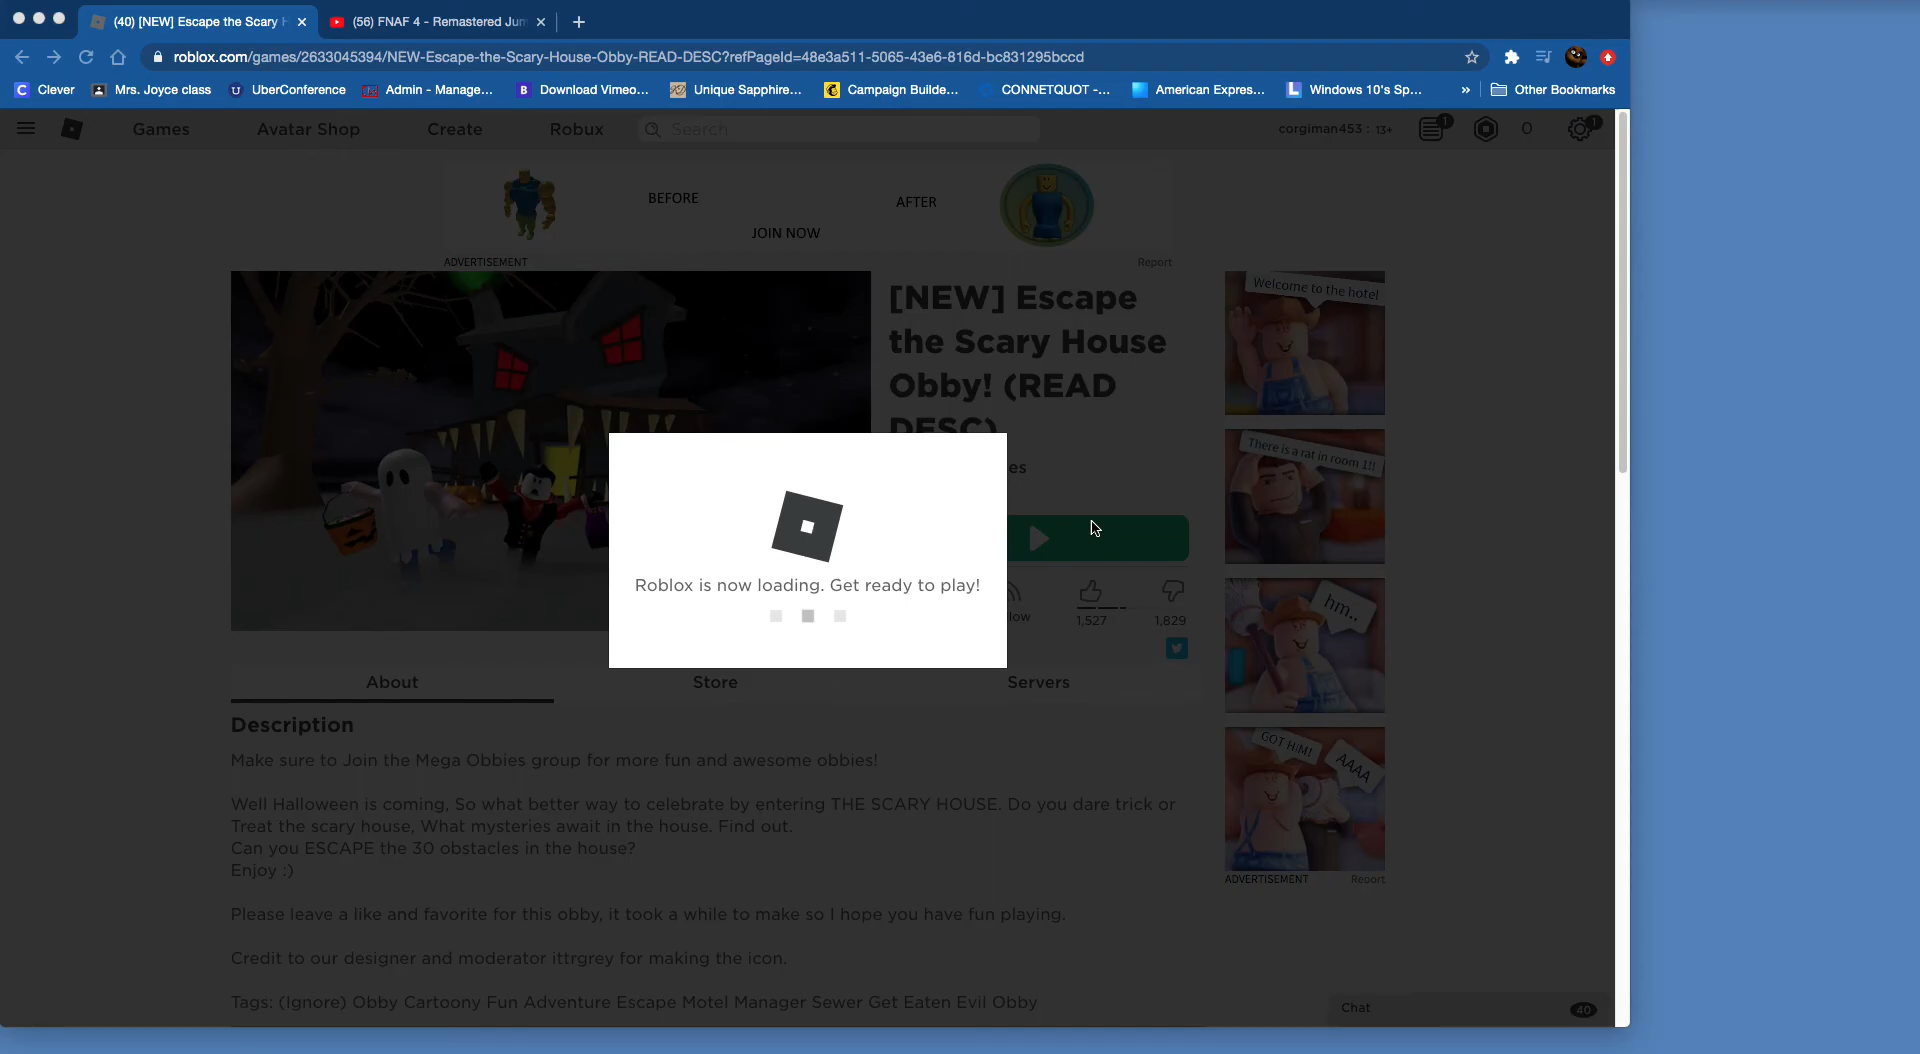 (40) [NEW] Escape the Scary H
(56) FNAF 4 - Remastered Jum
roblox.com/games/2633045394/NEW-Escape-the-Scary-House-Obby-READ-DESC?refPageId=48e3a511-5065-43e6-816d-bc831295bccd
Clever Mrs. Joyce class UberConference Admin - Manage... Download Vimeo... Unique Sapphire... Campaign Builde... CONNETQUOT -... American Expres... Windows 10's Sp... » Other Bookmarks
Games Avatar Shop Create Robux Search corgiman453 : 13+ 1 0 1
BEFORE AFTER
JOIN NOW
ADVERTISEMENT Report
[NEW] Escape
the Scary House
Obby! (READ
DESC)
es
Roblox is now loading. Get ready to play!
low 1,527 1,829
Welcome to the hotel
There is a rat in room 1!!
hm..
GOT HIM!
AAAA
ADVERTISEMENT Report
About Store Servers
Description
Make sure to Join the Mega Obbies group for more fun and awesome obbies!
Well Halloween is coming, So what better way to celebrate by entering THE SCARY HOUSE. Do you dare trick or
Treat the scary house, What mysteries await in the house. Find out.
Can you ESCAPE the 30 obstacles in the house?
Enjoy :)
Please leave a like and favorite for this obby, it took a while to make so I hope you have fun playing.
Credit to our designer and moderator ittrgrey for making the icon.
Tags: (Ignore) Obby Cartoony Fun Adventure Escape Motel Manager Sewer Get Eaten Evil Obby
Chat 40